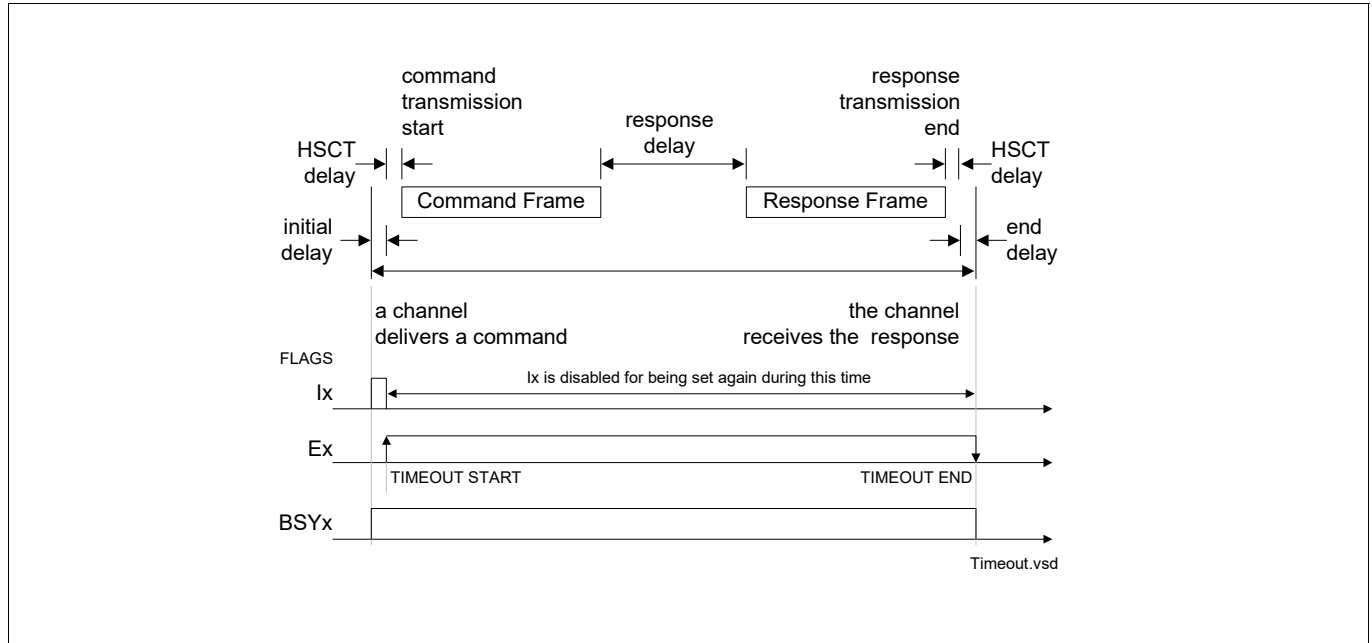 command
transmission
start
response
transmission
end
response
delay
HSCT
delay
HSCT
delay
Command Frame
Response Frame
initial
delay
end
delay
a channel
delivers a command
the channel
receives the response
FLAGS
Ix
Ix is disabled for being set again during this time
Ex
TIMEOUT START
TIMEOUT END
BSYx
Timeout.vsd